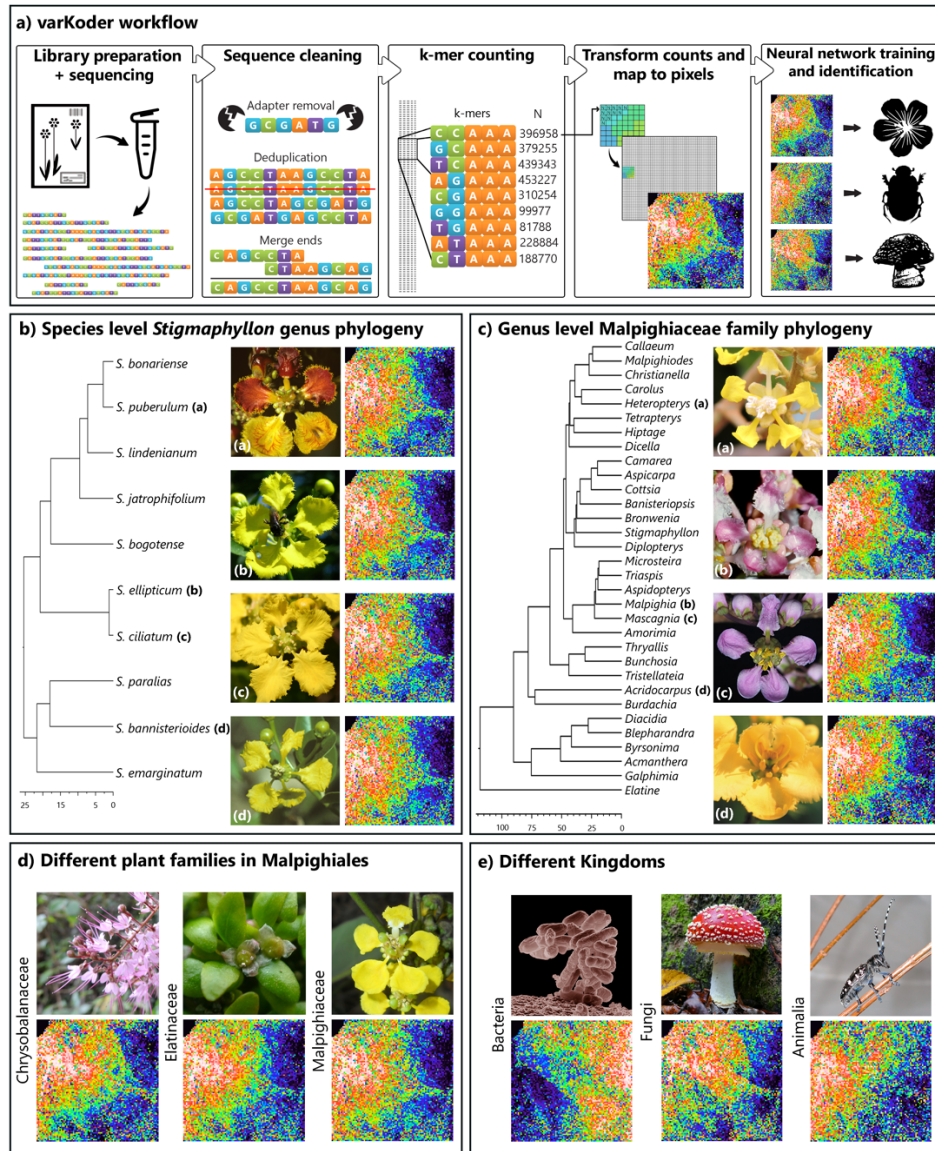 a) varKoder workflow
Library preparation
+ sequencing
Sequence cleaning
Adapter removal
G C G A T G
Deduplication
A G C C T A A G C C T A
A G C C T A A G C C T A
A G C C T A G C G A T G
G C G A T G A G C C T A
Merge ends
C A G C C T A
C T A A G C A G
C A G C C T A A G C A G
k-mer counting
k-mers N
C C A A A 396958
G C A A A 379255
T C A A A 439343
A G A A A 453227
C G A A A 310254
G G A A A 99977
T G A A A 81788
A T A A A 228884
C T A A A 188770
Transform counts and
map to pixels
Neural network training
and identification
b) Species level Stigmaphyllon genus phylogeny
S. bonariense
S. puberulum (a)
S. lindenianum
S. jatrophifolium
S. bogotense
S. ellipticum (b)
S. ciliatum (c)
S. paralias
S. bannisterioides (d)
S. emarginatum
25 15 10 5 0
(a)
(b)
(c)
(d)
c) Genus level Malpighiaceae family phylogeny
Callaeum
Malpighiodes
Christianella
Carolus
Heteropterys (a)
Tetrapterys
Hiptage
Dicella
Camarea
Aspicarpa
Cottsia
Banisteriopsis
Bronwenia
Stigmaphyllon
Diplopterys
Microsteira
Triaspis
Aspidopterys
Malpighia (b)
Mascagnia (c)
Amorimia
Thryallis
Bunchosia
Tristellateia
Acridocarpus (d)
Burdachia
Diacidia
Blepharandra
Byrsonima
Acmanthera
Galphimia
Elatine
100 75 50 25 0
(a)
(b)
(c)
(d)
d) Different plant families in Malpighiales
Chrysobalanaceae
Elatinaceae
Malpighiaceae
e) Different Kingdoms
Bacteria
Fungi
Animalia